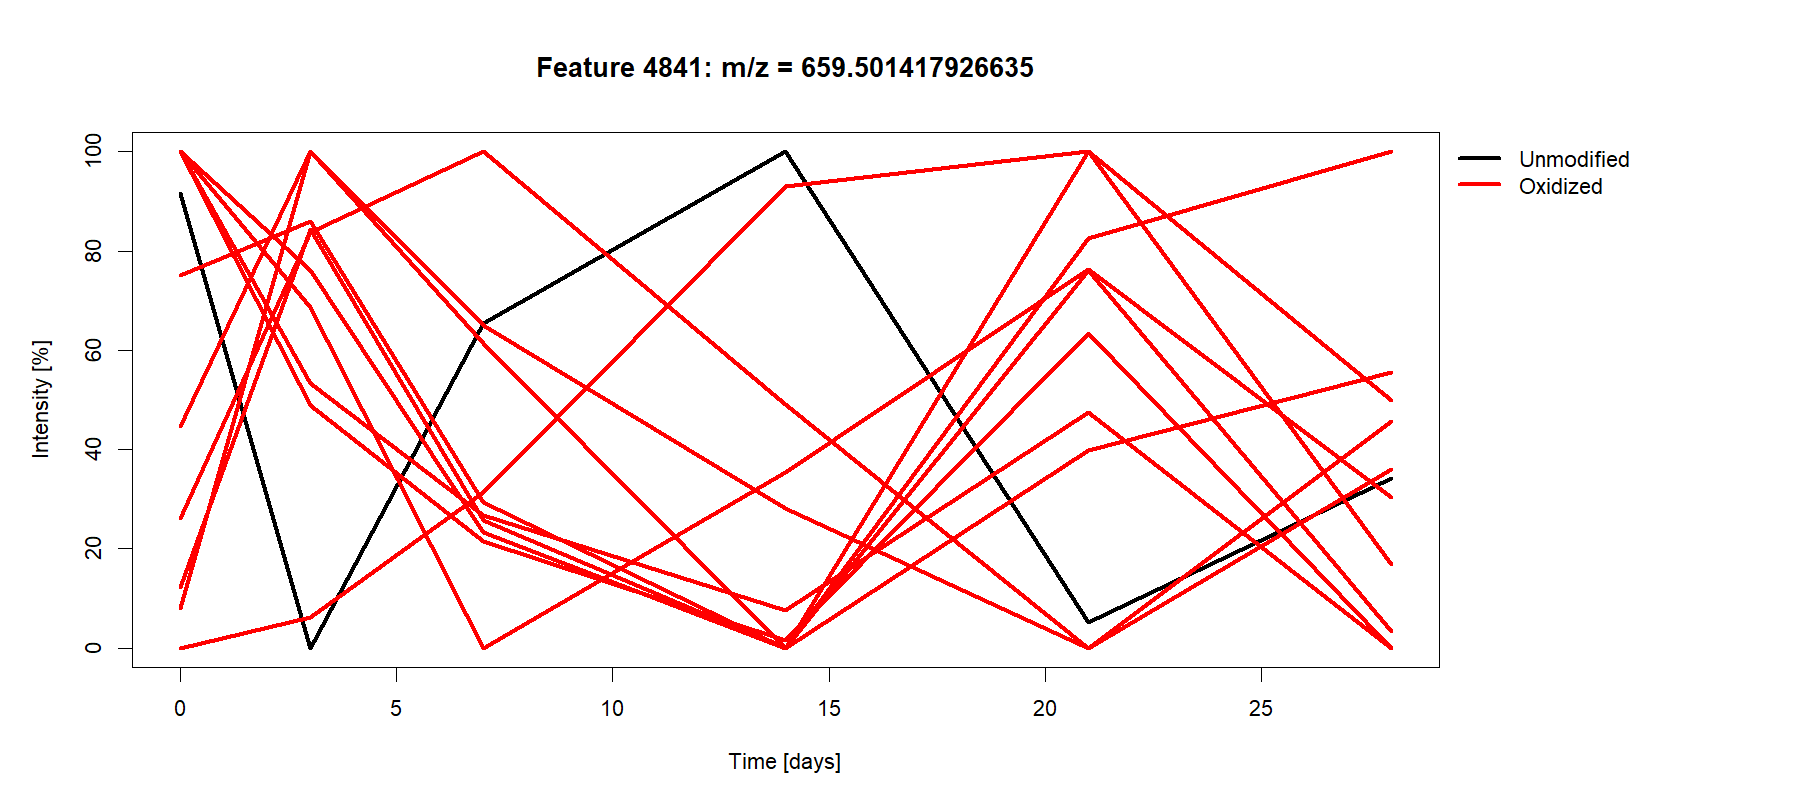 Feature 4841: m/z = 659.501417926635
Unmodified
Oxidized
Intensity [%]
100
80
60
40
20
0
0 5 10 15 20 25
Time [days]